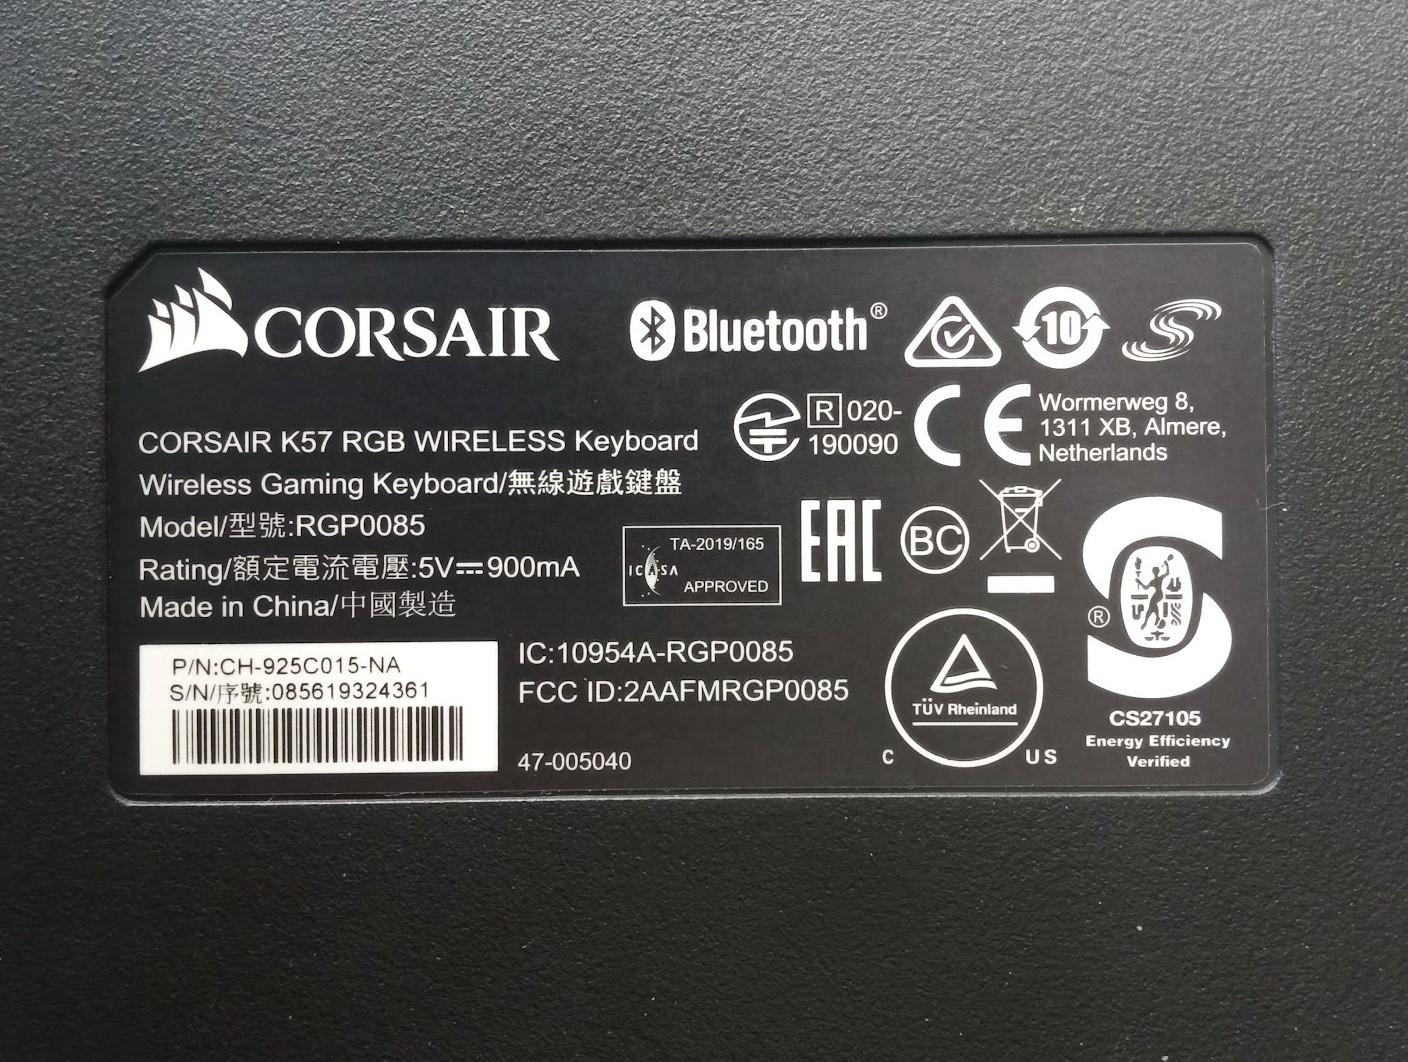 CORSAIR
Bluetooth®
10
R 020-
190090
CE
Wormerweg 8,
1311 XB, Almere,
Netherlands
CORSAIR K57 RGB WIRELESS Keyboard
Wireless Gaming Keyboard/無線遊戲鍵盤
Model/型號:RGP0085
Rating/額定電流電壓:5V⎓900mA
Made in China/中國製造
TA-2019/165
ICASA
APPROVED
EAC
BC
P/N:CH-925C015-NA
S/N/序號:085619324361
IC:10954A-RGP0085
FCC ID:2AAFMRGP0085
47-005040
TÜV Rheinland
C US
®
CS27105
Energy Efficiency
Verified